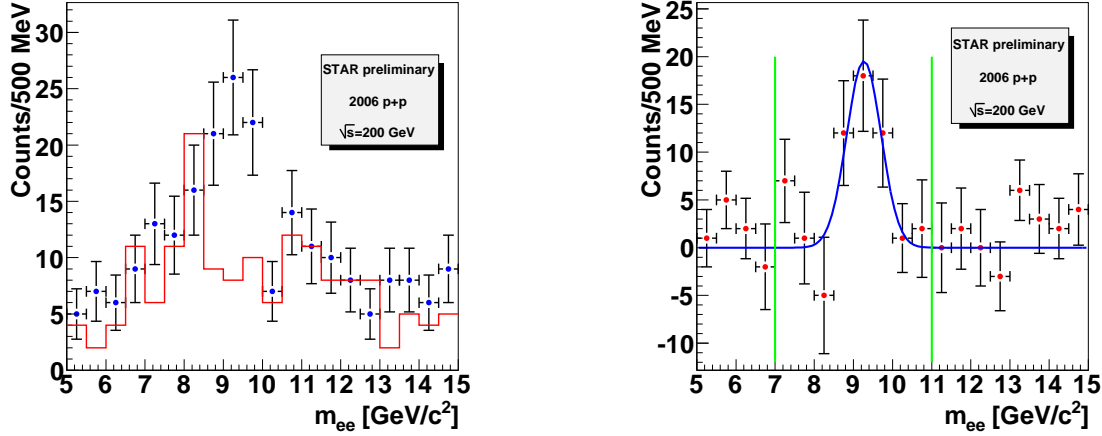 Counts/500 MeV
30
25
20
15
10
5
0
STAR preliminary
2006 p+p
√s=200 GeV
5 6 7 8 9 10 11 12 13 14 15
m_ee [GeV/c²]
Counts/500 MeV
25
20
15
10
5
0
-5
-10
STAR preliminary
2006 p+p
√s=200 GeV
5 6 7 8 9 10 11 12 13 14 15
m_ee [GeV/c²]